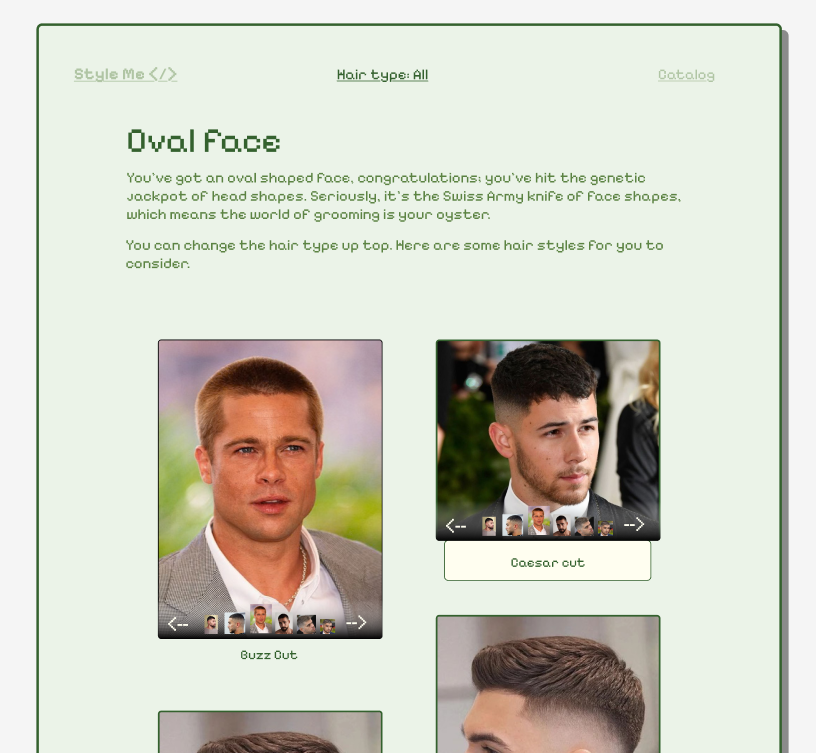 Style Me </>
Hair type: All
Catalog
Oval Face
You've got an oval shaped face, congratulations; you've hit the genetic
jackpot of head shapes. Seriously, it's the Swiss Army knife of face shapes,
which means the world of grooming is your oyster.
You can change the hair type up top. Here are some hair styles for you to
consider.
<--
-->
Buzz Cut
<--
-->
Caesar cut